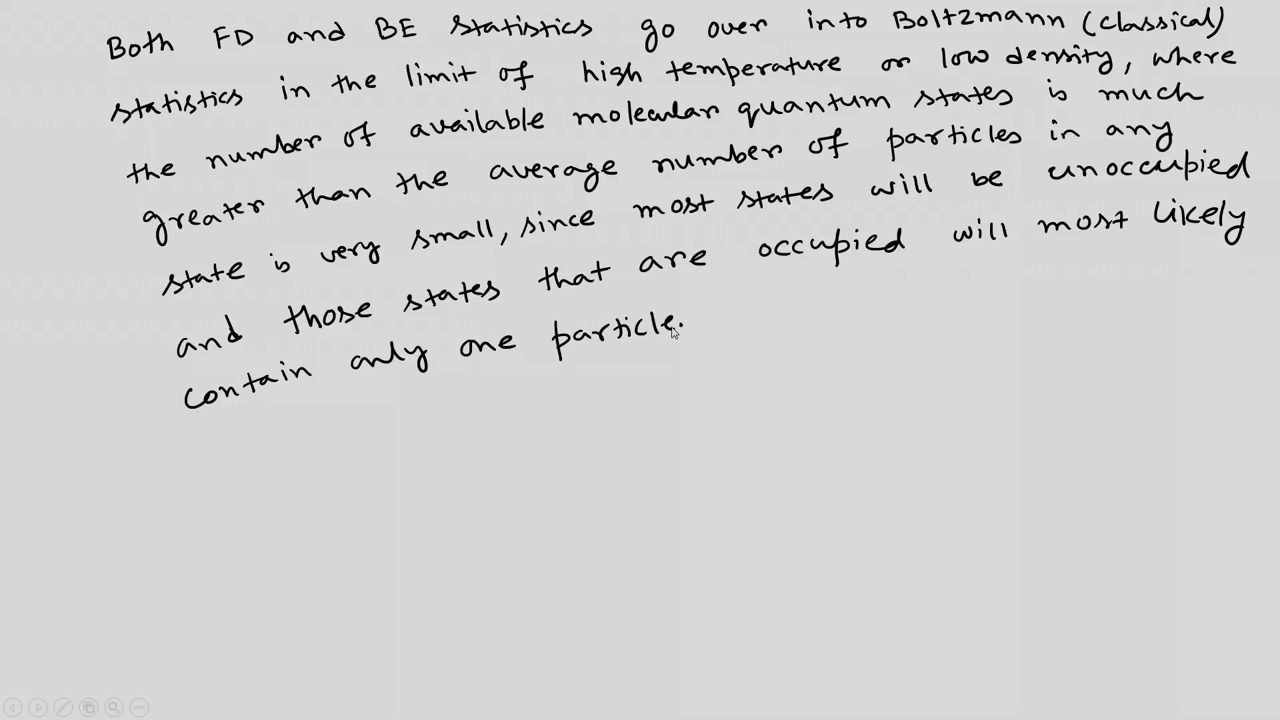 Both FD and BE statistics go over into Boltzmann (classical)
statistics in the limit of high temperature or low density, where
the number of available molecular quantum states is much
greater than the average number of particles in any
state is very small, since most states will be unoccupied
and those states that are occupied will most likely
contain only one particle.